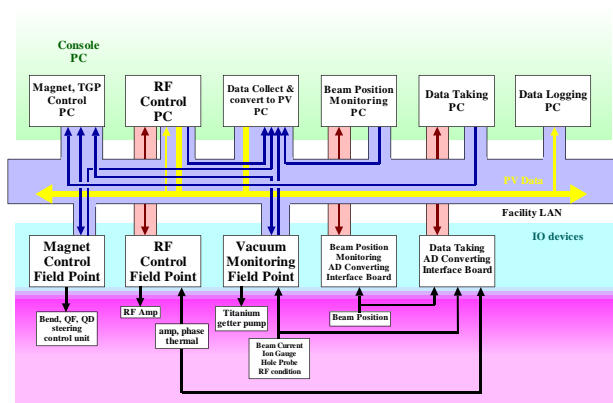 Console
PC
Magnet, TGP
Control
PC
RF
Control
PC
Data Collect &
convert to PV
PC
Beam Position
Monitoring
PC
Data Taking
PC
Data Logging
PC
PV Data
Facility LAN
IO devices
Magnet
Control
Field Point
RF
Control
Field Point
Vacuum
Monitoring
Field Point
Beam Position
Monitoring
AD Converting
Interface Board
Data Taking
AD Converting
Interface Board
Bend, QF, QD
steering
control unit
RF Amp
amp, phase
thermal
Titanium
getter pump
Beam Current
Ion Gauge
Hole Probe
RF condition
Beam Position